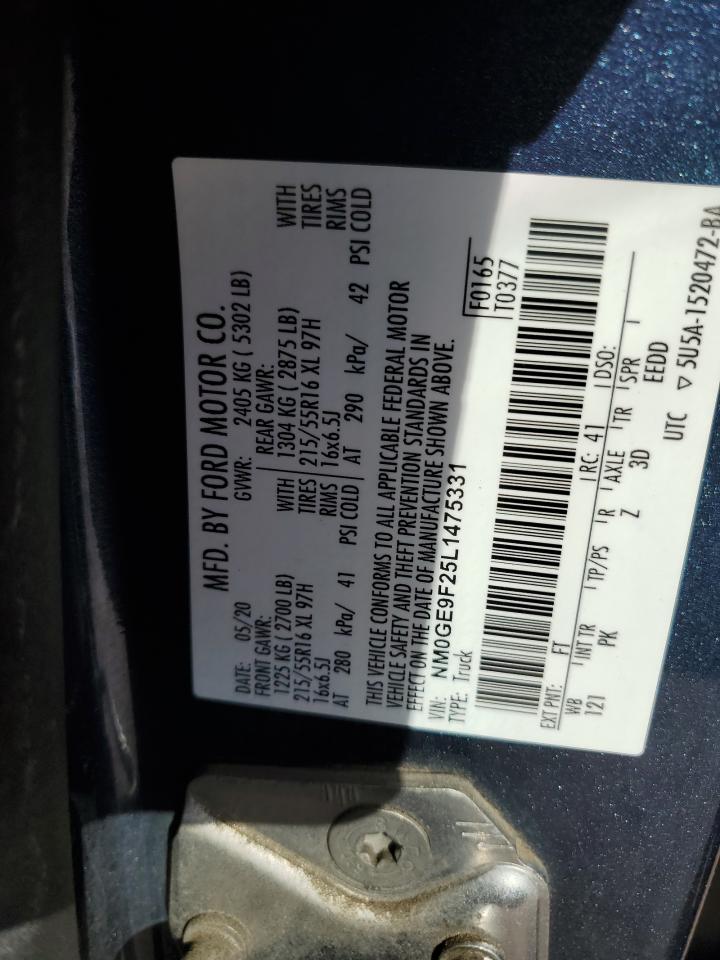 MFD. BY FORD MOTOR CO.
DATE: 05/20 GVWR: 2405 KG ( 5302 LB)
FRONT GAWR: REAR GAWR:
1225 KG ( 2700 LB) WITH 1304 KG ( 2875 LB) WITH
215/55R16 XL 97H TIRES 215/55R16 XL 97H TIRES
16x6.5J RIMS 16x6.5J RIMS
AT 280 kPa/ 41 PSI COLD AT 290 kPa/ 42 PSI COLD
THIS VEHICLE CONFORMS TO ALL APPLICABLE FEDERAL MOTOR
VEHICLE SAFETY AND THEFT PREVENTION STANDARDS IN
EFFECT ON THE DATE OF MANUFACTURE SHOWN ABOVE.
VIN: NM0GE9F25L1475331 F0165
TYPE: Truck T0377
EXT PNT: FT RC: 41 DSO:
WB INT TR TP/PS R AXLE TR SPR
121 PK Z 3D EEDD
UTC ▽ 5U5A-1520472-BA